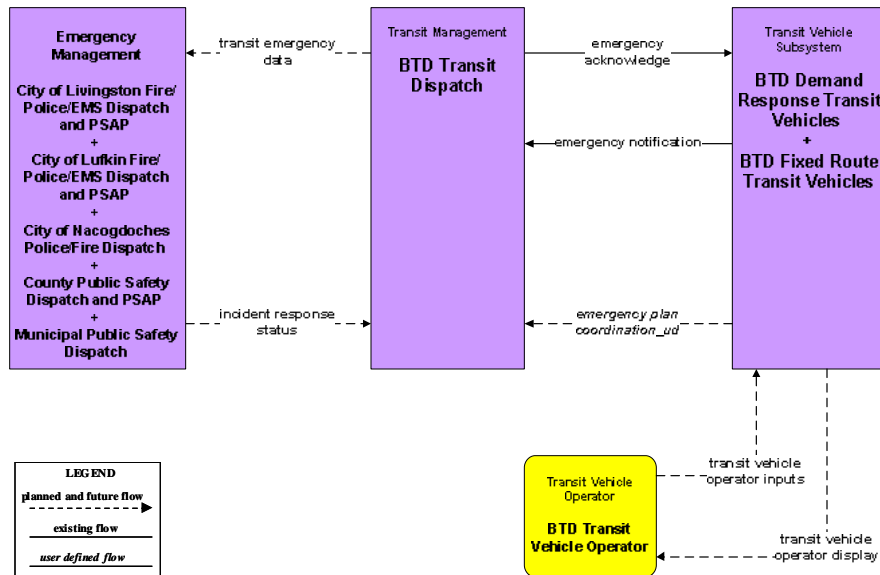 Emergency
Management
City of Livingston Fire/
Police/EMS Dispatch
and PSAP
+
City of Lufkin Fire/
Police/EMS Dispatch
and PSAP
+
City of Nacogdoches
Police/Fire Dispatch
+
County Public Safety
Dispatch and PSAP
+
Municipal Public Safety
Dispatch
transit emergency
data
incident response
status
Transit Management
BTD Transit
Dispatch
emergency
acknowledge
emergency notification
emergency plan
coordination_ud
Transit Vehicle
Subsystem
BTD Demand
Response Transit
Vehicles
+
BTD Fixed Route
Transit Vehicles
transit vehicle
operator inputs
transit vehicle
operator display
Transit Vehicle
Operator
BTD Transit
Vehicle Operator
LEGEND
planned and future flow
existing flow
user defined flow